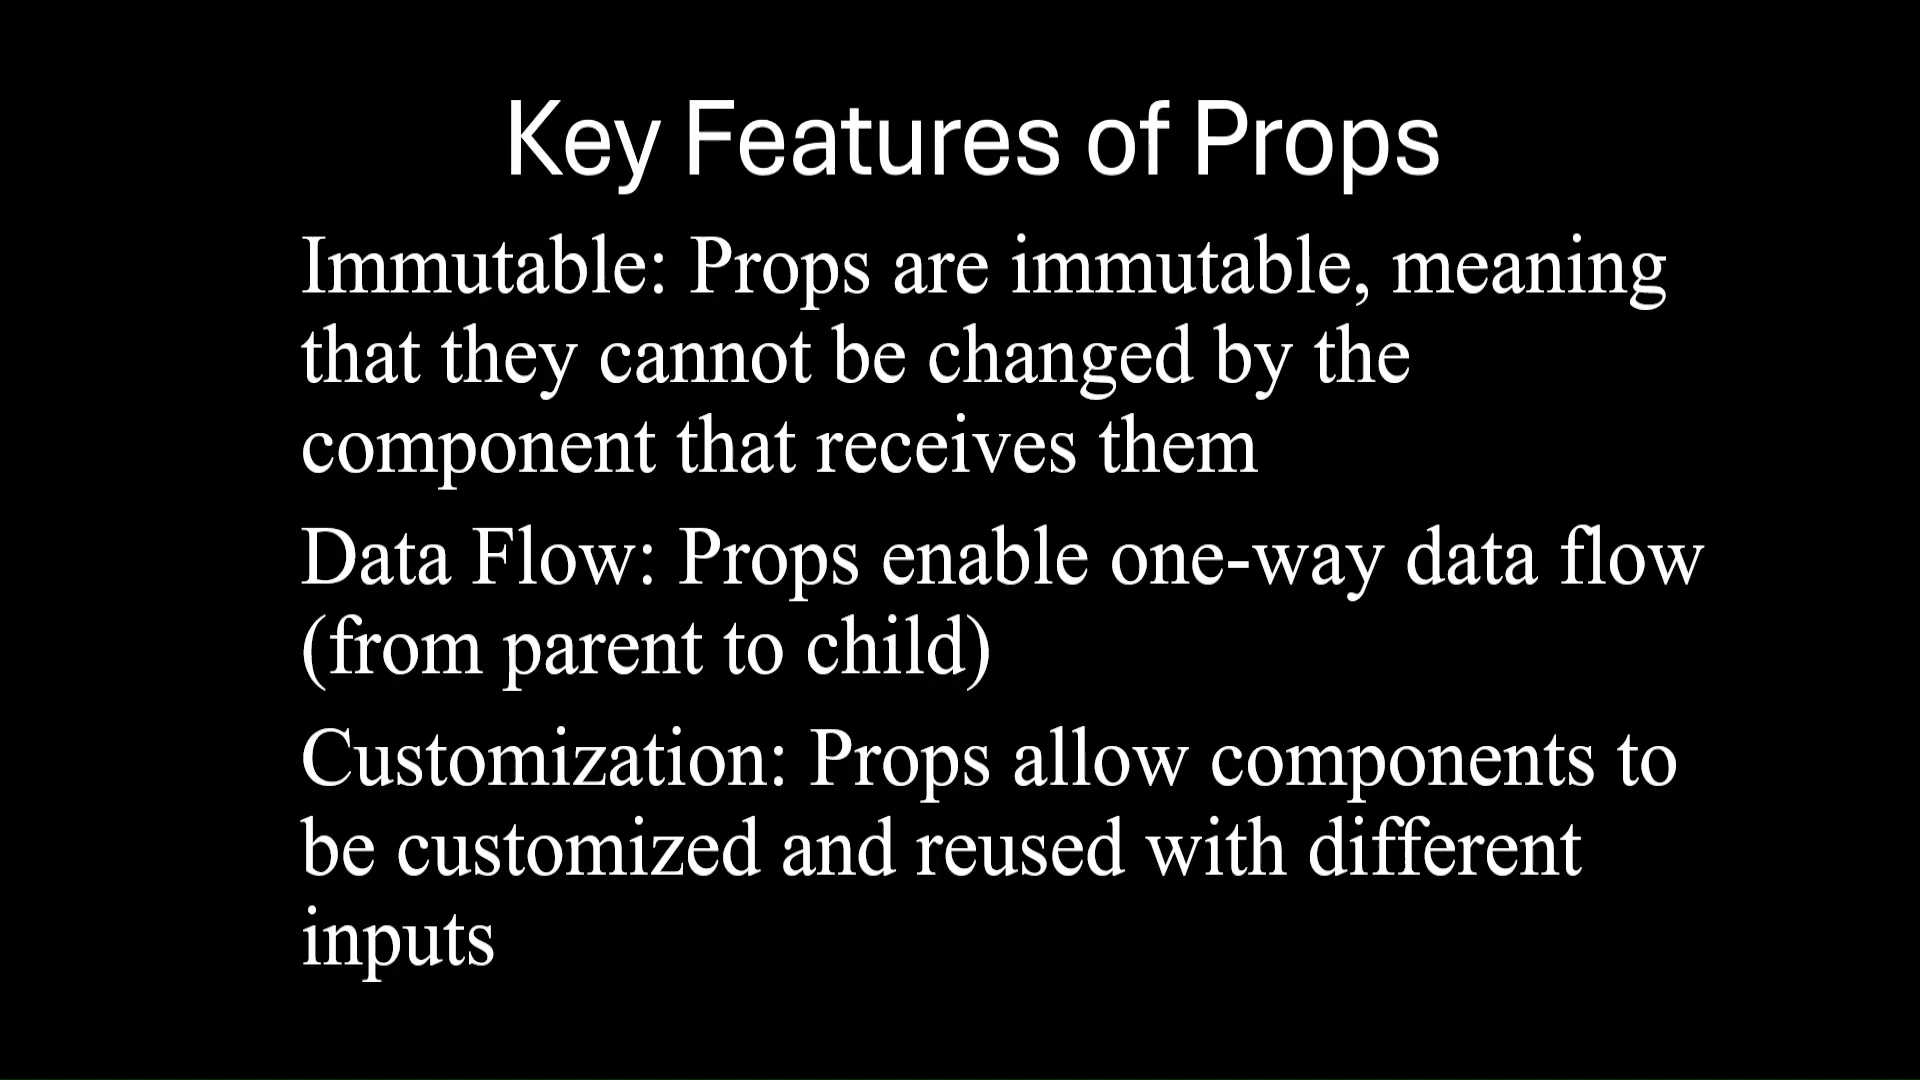 Key Features of Props
Immutable: Props are immutable, meaning
that they cannot be changed by the
component that receives them
Data Flow: Props enable one-way data flow
(from parent to child)
Customization: Props allow components to
be customized and reused with different
inputs